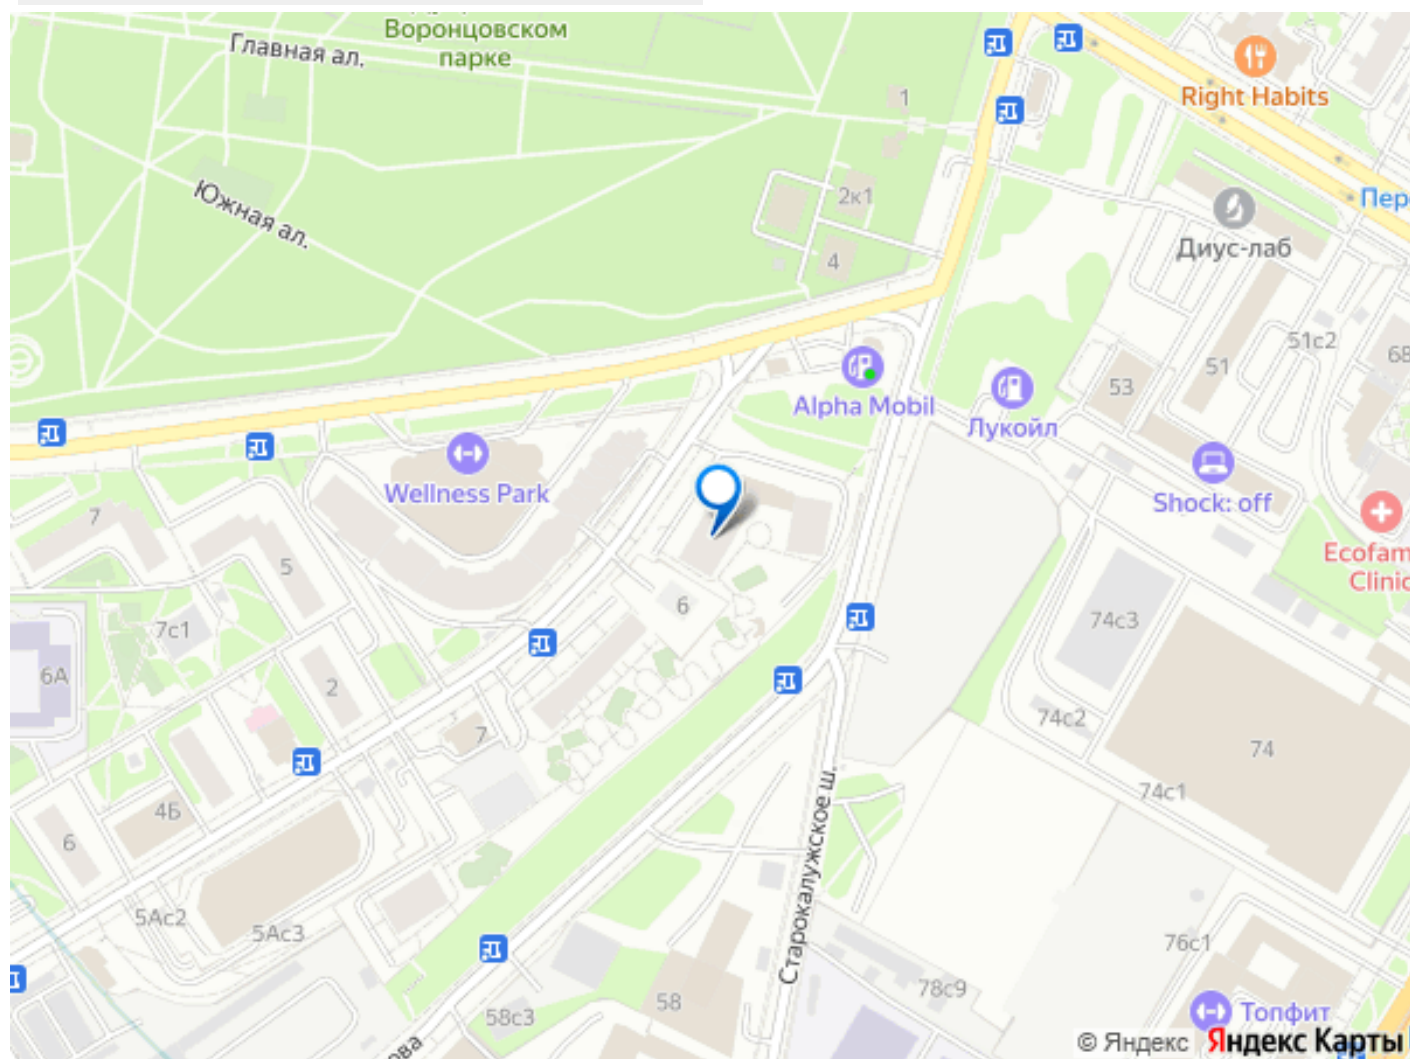 Воронцовском
парке
Главная ал.
Right Habits
1
Южная ал.
2к1
Пер
Диус-лаб
4
51с2
68
51
53
Alpha Mobil
Лукойл
Wellness Park
Shock: off
7
Ecofam
Clinic
5
6
74с3
7с1
6А
2
74с2
7
74
74с1
4Б
6
Старокалужское ш.
5Ас2
5Ас3
76с1
78с9
58
58с3
ова
Топфит
© Яндекс Яндекс Карты